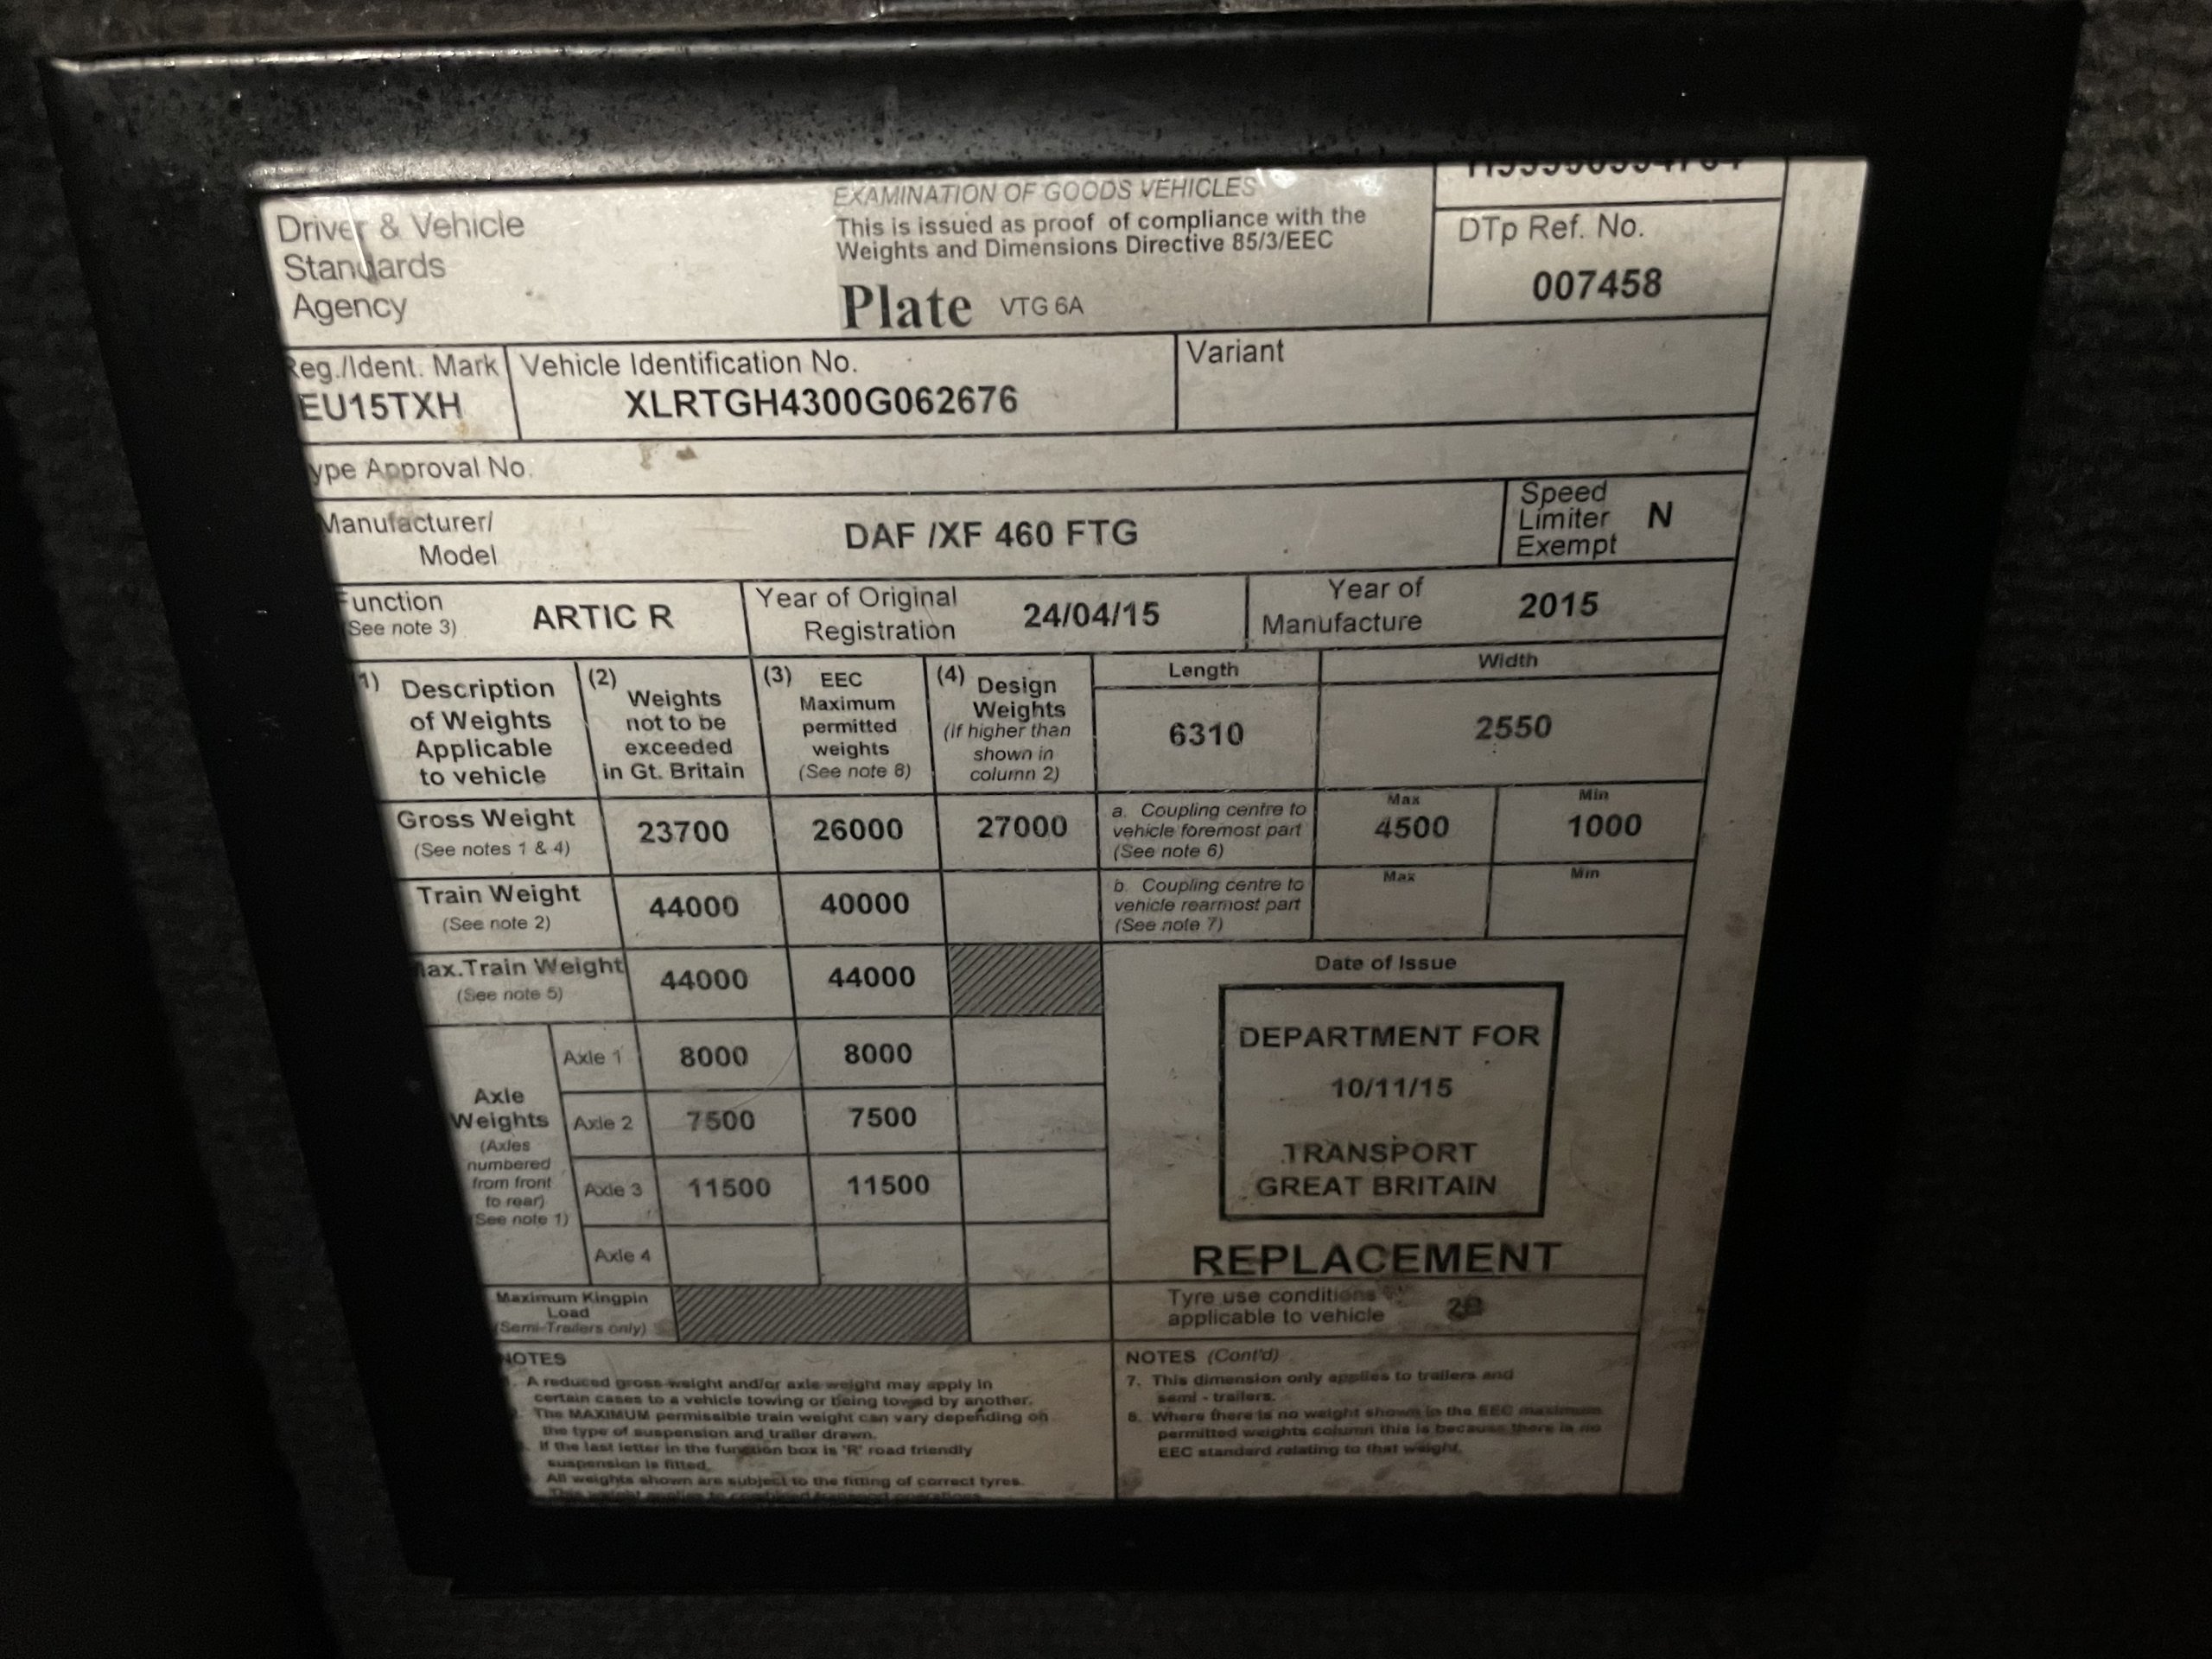 EXAMINATION OF GOODS VEHICLES
Driver & Vehicle
Standards
Agency
This is issued as proof of compliance with the
Weights and Dimensions Directive 85/3/EEC
Plate VTG 6A
DTp Ref. No.
007458
Reg./Ident. Mark
EU15TXH
Vehicle Identification No.
XLRTGH4300G062676
Variant
ype Approval No.
Manufacturer/
Model
DAF /XF 460 FTG
Speed
Limiter
Exempt
N
Function
(See note 3)
ARTIC R
Year of Original
Registration
24/04/15
Year of
Manufacture
2015
1)
Description
of Weights
Applicable
to vehicle
(2)
Weights
not to be
exceeded
in Gt. Britain
(3) EEC
Maximum
permitted
weights
(See note 8)
(4) Design
Weights
(if higher than
shown in
column 2)
Length
6310
Width
2550
Gross Weight
(See notes 1 & 4)
23700 26000 27000
a. Coupling centre to
vehicle foremost part
(See note 6)
Max
4500
Min
1000
Train Weight
(See note 2)
44000 40000
b. Coupling centre to
vehicle rearmost part
(See note 7)
Max
Min
Max.Train Weight
(See note 5)
44000 44000
Axle
Weights
(Axles
numbered
from front
to rear)
(See note 1)
Axle 1 8000 8000
Axle 2 7500 7500
Axle 3 11500 11500
Axle 4
Maximum Kingpin
Load
(Semi-Trailers only)
Date of Issue
DEPARTMENT FOR
10/11/15
TRANSPORT
GREAT BRITAIN
REPLACEMENT
Tyre use conditions
applicable to vehicle
NOTES
A reduced gross weight and/or axle weight may apply in
certain cases to a vehicle towing or being towed by another.
The MAXIMUM permissible train weight can vary depending on
the type of suspension and trailer drawn.
If the last letter in the function box is 'R' road friendly
suspension is fitted.
All weights shown are subject to the fitting of correct tyres.
This weight applies to combined transport operations.
NOTES (Cont'd)
7. This dimension only applies to trailers and
semi - trailers.
8. Where there is no weight shown in the EEC maximum
permitted weights column this is because there is no
EEC standard relating to that weight.